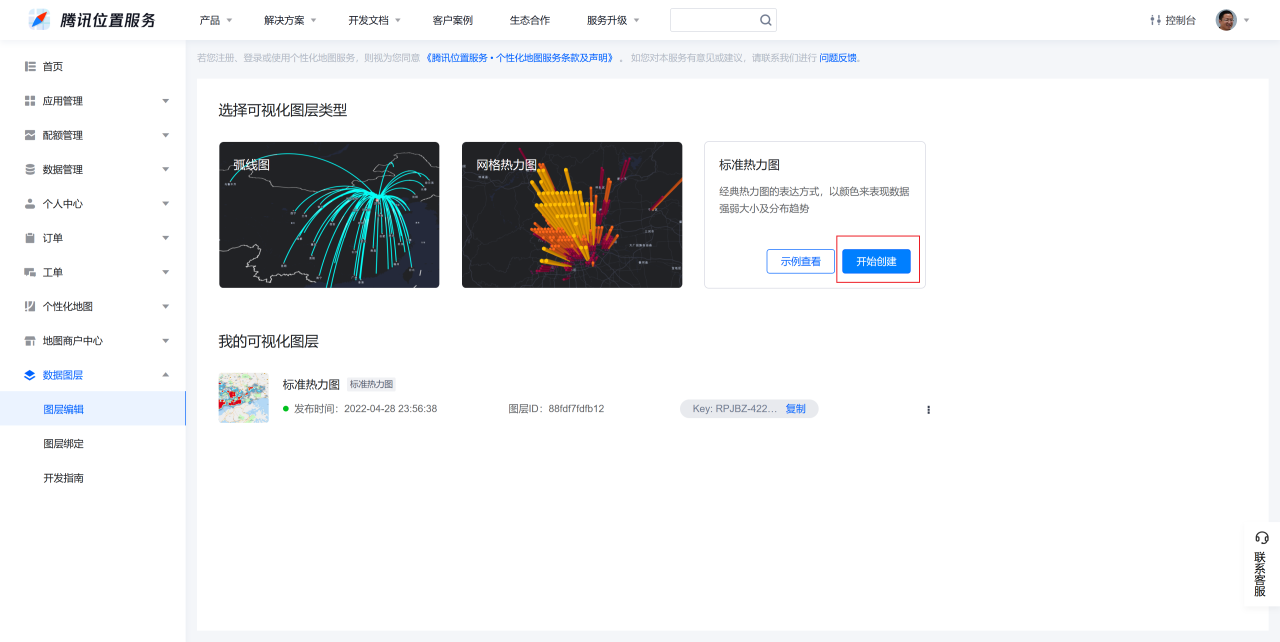 腾讯位置服务
产品
解决方案
开发文档
客户案例
生态合作
服务升级
控制台
首页
应用管理
配额管理
数据管理
个人中心
订单
工单
个性化地图
地图商户中心
数据图层
图层编辑
图层绑定
开发指南
若您注册、登录或使用个性化地图服务，则视为您同意 《腾讯位置服务 • 个性化地图服务条款及声明》 。 如您对本服务有意见或建议，请联系我们进行 问题反馈。
选择可视化图层类型
弧线图
网格热力图
标准热力图
经典热力图的表达方式，以颜色来表现数据
强弱大小及分布趋势
示例查看
开始创建
我的可视化图层
标准热力图 标准热力图
发布时间：2022-04-28 23:56:38
图层ID：88fdf7fdfb12
Key: RPJBZ-422... 复制
联系客服